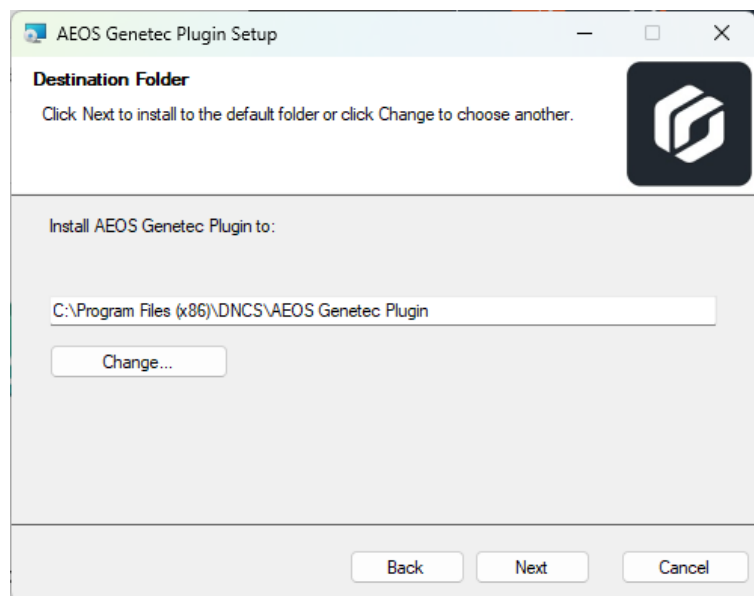 AEOS Genetec Plugin Setup
Destination Folder
Click Next to install to the default folder or click Change to choose another.
Install AEOS Genetec Plugin to:
C:\Program Files (x86)\DNCS\AEOS Genetec Plugin
Change...
Back
Next
Cancel